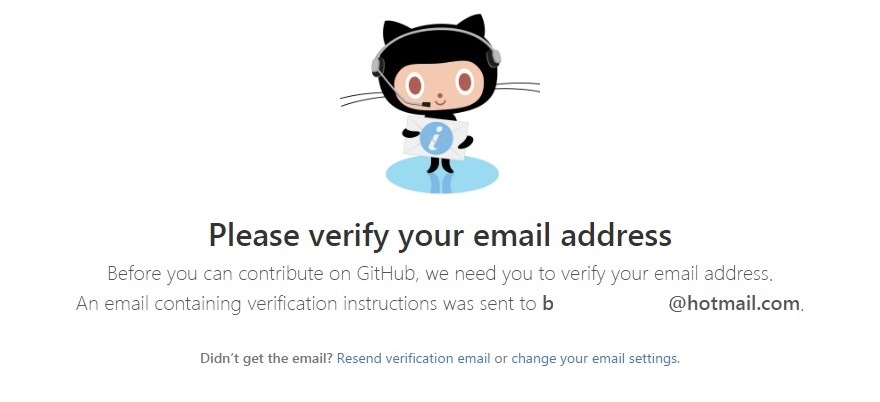 i
Please verify your email address
Before you can contribute on GitHub, we need you to verify your email address.
An email containing verification instructions was sent to b @hotmail.com.
Didn't get the email? Resend verification email or change your email settings.